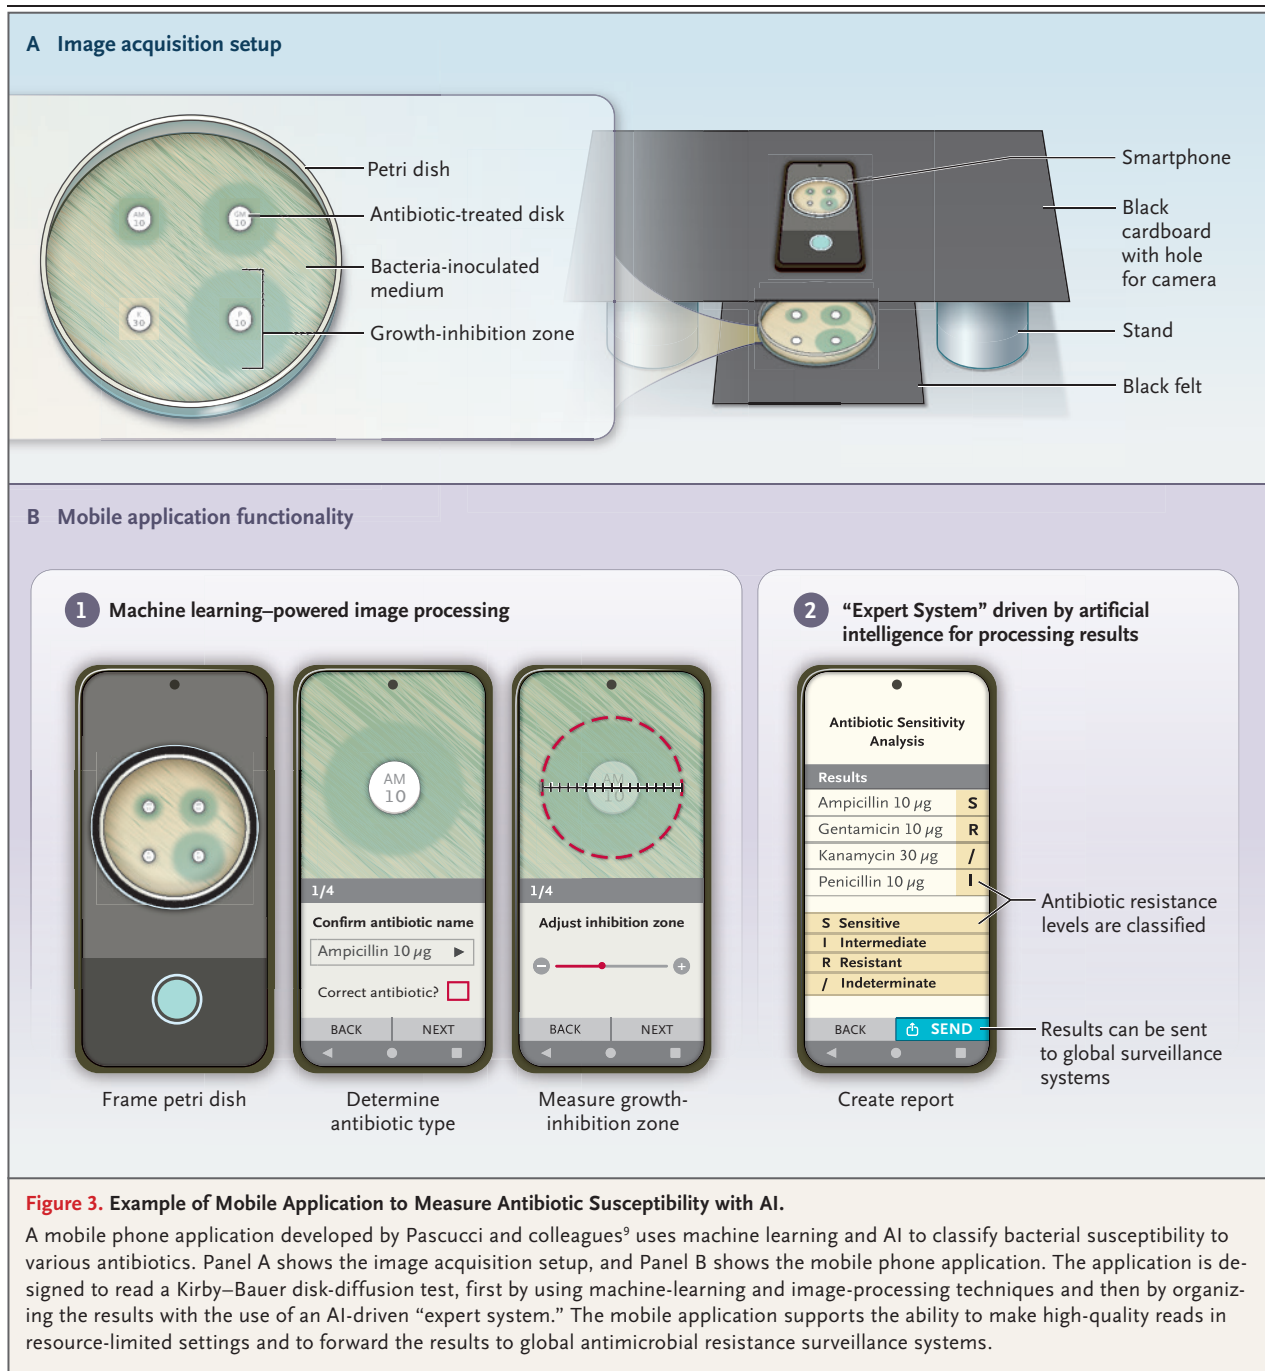 A Image acquisition setup
AM
10
GM
10
K
30
P
10
Petri dish
Antibiotic-treated disk
Bacteria-inoculated
medium
Growth-inhibition zone
Smartphone
Black
cardboard
with hole
for camera
Stand
Black felt
B Mobile application functionality
1 Machine learning–powered image processing
AM
10
1/4
Confirm antibiotic name
Ampicillin 10 µg ▶
Correct antibiotic?
BACK NEXT
AM
10
1/4
Adjust inhibition zone
− +
BACK NEXT
Frame petri dish
Determine
antibiotic type
Measure growth-
inhibition zone
2 “Expert System” driven by artificial
intelligence for processing results
Antibiotic Sensitivity
Analysis
Results
Ampicillin 10 µg S
Gentamicin 10 µg R
Kanamycin 30 µg /
Penicillin 10 µg I
S Sensitive
I Intermediate
R Resistant
/ Indeterminate
BACK SEND
Antibiotic resistance
levels are classified
Results can be sent
to global surveillance
systems
Create report
Figure 3. Example of Mobile Application to Measure Antibiotic Susceptibility with AI.
A mobile phone application developed by Pascucci and colleagues⁹ uses machine learning and AI to classify bacterial susceptibility to
various antibiotics. Panel A shows the image acquisition setup, and Panel B shows the mobile phone application. The application is de-
signed to read a Kirby–Bauer disk-diffusion test, first by using machine-learning and image-processing techniques and then by organiz-
ing the results with the use of an AI-driven “expert system.” The mobile application supports the ability to make high-quality reads in
resource-limited settings and to forward the results to global antimicrobial resistance surveillance systems.